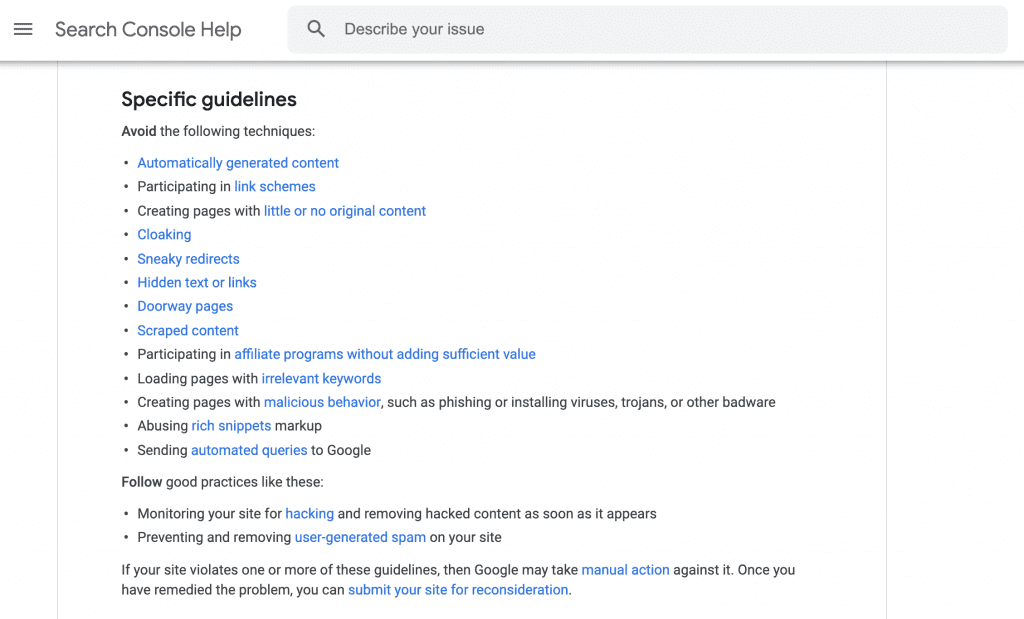 Search Console Help
Describe your issue
Specific guidelines
Avoid the following techniques:
• Automatically generated content
• Participating in link schemes
• Creating pages with little or no original content
• Cloaking
• Sneaky redirects
• Hidden text or links
• Doorway pages
• Scraped content
• Participating in affiliate programs without adding sufficient value
• Loading pages with irrelevant keywords
• Creating pages with malicious behavior, such as phishing or installing viruses, trojans, or other badware
• Abusing rich snippets markup
• Sending automated queries to Google
Follow good practices like these:
• Monitoring your site for hacking and removing hacked content as soon as it appears
• Preventing and removing user-generated spam on your site
If your site violates one or more of these guidelines, then Google may take manual action against it. Once you
have remedied the problem, you can submit your site for reconsideration.